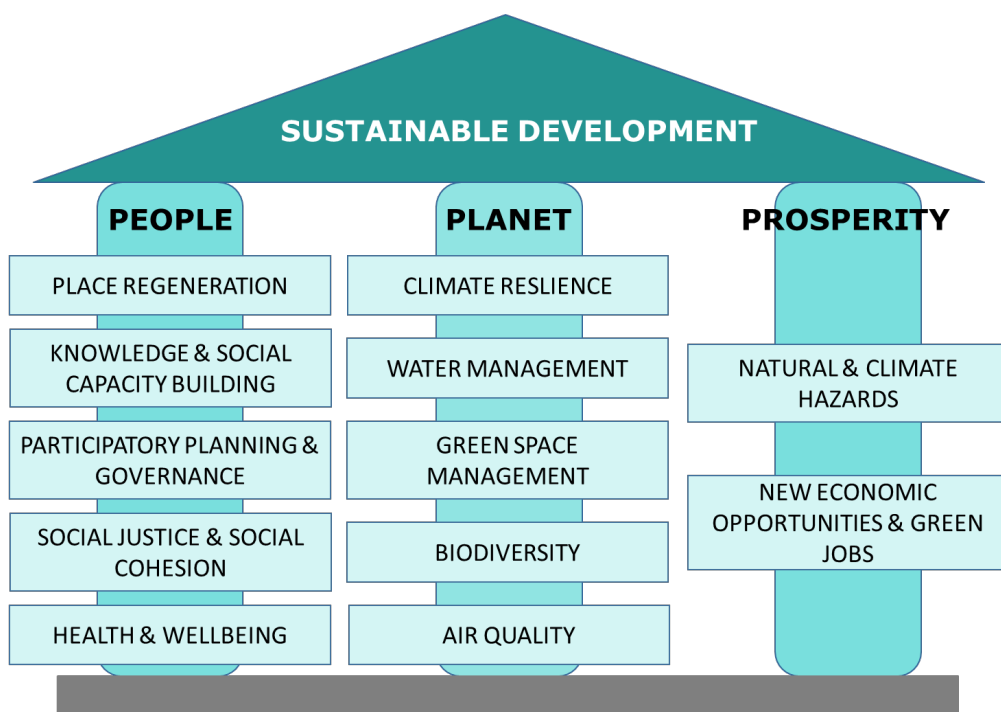 SUSTAINABLE DEVELOPMENT
PEOPLE
PLACE REGENERATION
KNOWLEDGE & SOCIAL
CAPACITY BUILDING
PARTICIPATORY PLANNING &
GOVERNANCE
SOCIAL JUSTICE & SOCIAL
COHESION
HEALTH & WELLBEING
PLANET
CLIMATE RESLIENCE
WATER MANAGEMENT
GREEN SPACE
MANAGEMENT
BIODIVERSITY
AIR QUALITY
PROSPERITY
NATURAL & CLIMATE
HAZARDS
NEW ECONOMIC
OPPORTUNITIES & GREEN
JOBS